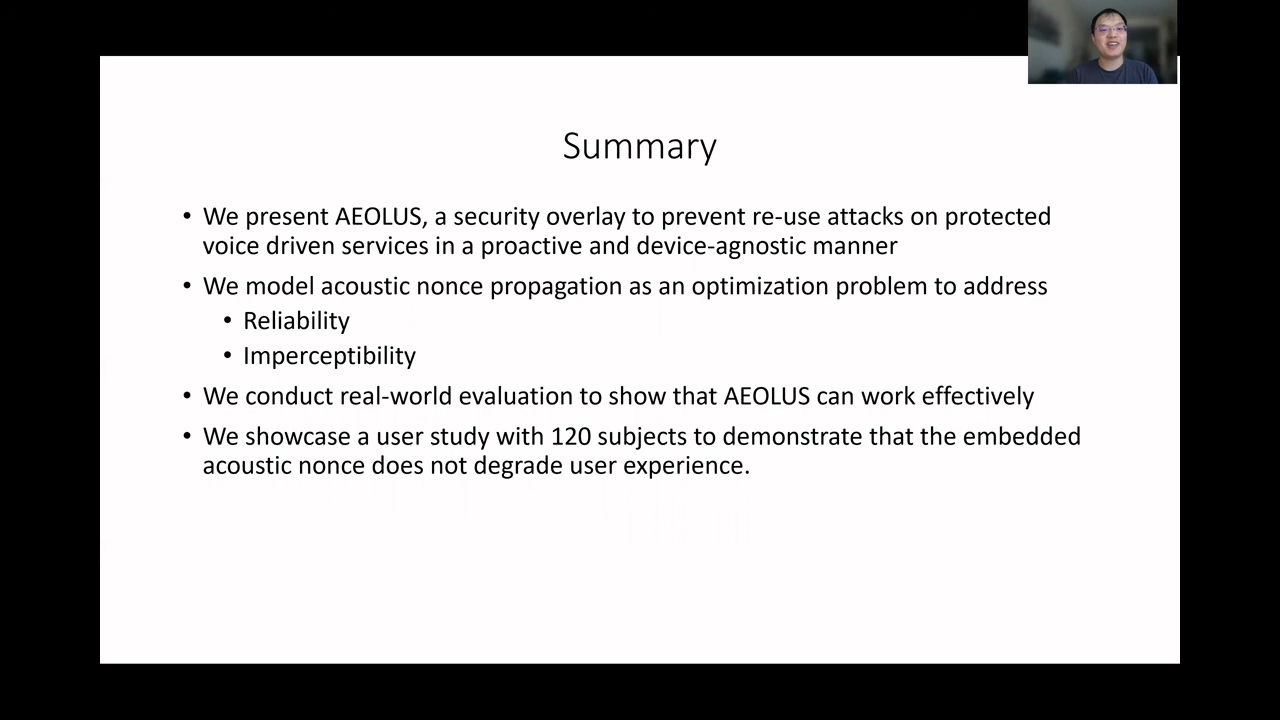 Summary
• We present AEOLUS, a security overlay to prevent re-use attacks on protected
voice driven services in a proactive and device-agnostic manner
• We model acoustic nonce propagation as an optimization problem to address
• Reliability
• Imperceptibility
• We conduct real-world evaluation to show that AEOLUS can work effectively
• We showcase a user study with 120 subjects to demonstrate that the embedded
acoustic nonce does not degrade user experience.